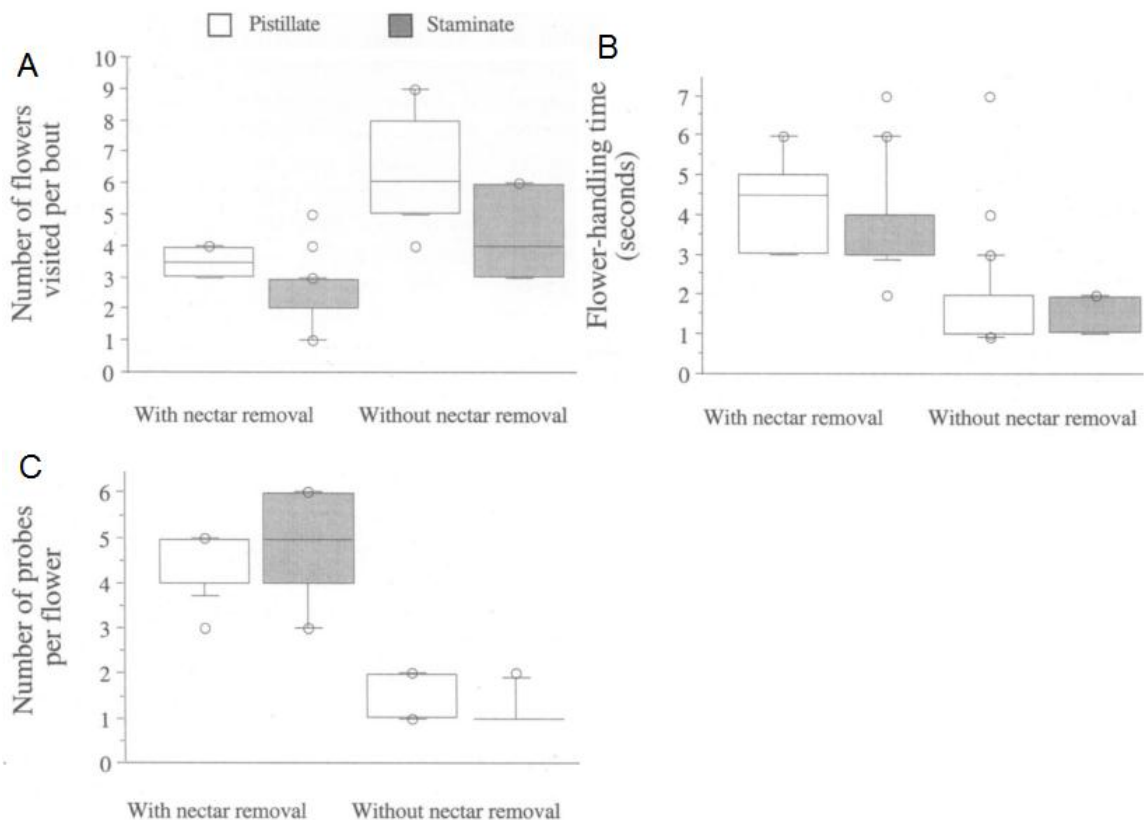 Pistillate Staminate
A
Number of flowers
visited per bout
10
9
8
7
6
5
4
3
2
1
0
With nectar removal Without nectar removal
B
Flower-handling time
(seconds)
7
6
5
4
3
2
1
0
With nectar removal Without nectar removal
C
Number of probes
per flower
6
5
4
3
2
1
0
With nectar removal Without nectar removal